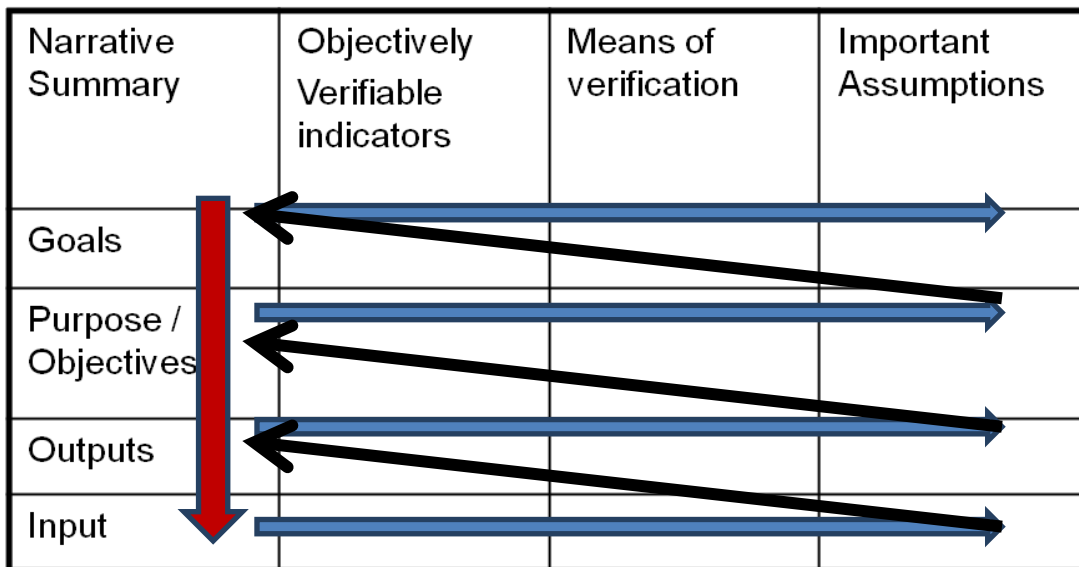 Narrative
Summary
Objectively
Verifiable
indicators
Means of
verification
Important
Assumptions
Goals
Purpose /
Objectives
Outputs
Input